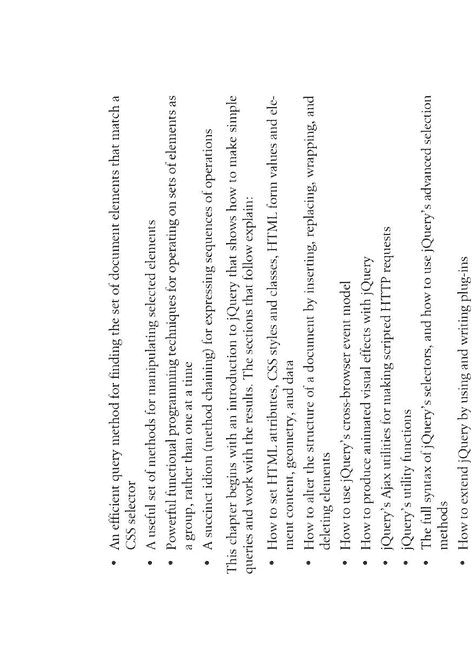 • An efficient query method for finding the set of document elements that match a
CSS selector
• A useful set of methods for manipulating selected elements
• Powerful functional programming techniques for operating on sets of elements as
a group, rather than one at a time
• A succinct idiom (method chaining) for expressing sequences of operations
This chapter begins with an introduction to jQuery that shows how to make simple
queries and work with the results. The sections that follow explain:
• How to set HTML attributes, CSS styles and classes, HTML form values and ele-
ment content, geometry, and data
• How to alter the structure of a document by inserting, replacing, wrapping, and
deleting elements
• How to use jQuery's cross-browser event model
• How to produce animated visual effects with jQuery
• jQuery's Ajax utilities for making scripted HTTP requests
• jQuery's utility functions
• The full syntax of jQuery's selectors, and how to use jQuery's advanced selection
methods
• How to extend jQuery by using and writing plug-ins